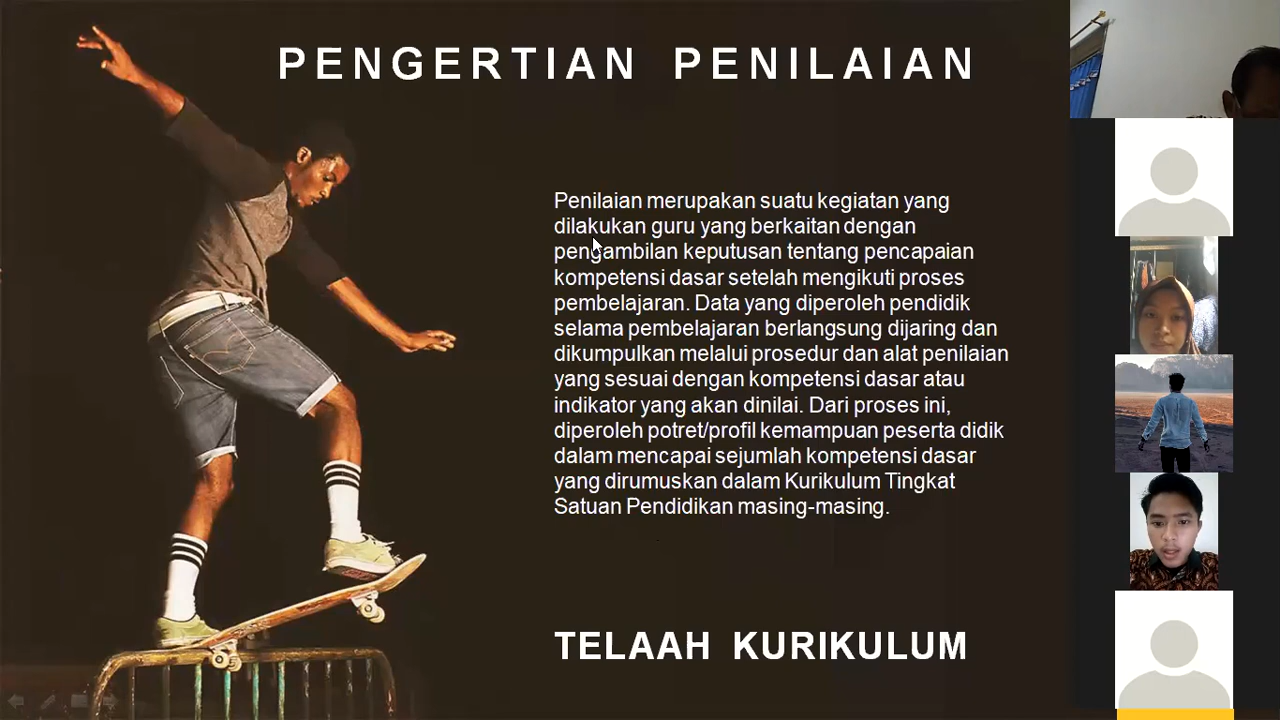 PENGERTIAN PENILAIAN
Penilaian merupakan suatu kegiatan yang
dilakukan guru yang berkaitan dengan
pengambilan keputusan tentang pencapaian
kompetensi dasar setelah mengikuti proses
pembelajaran. Data yang diperoleh pendidik
selama pembelajaran berlangsung dijaring dan
dikumpulkan melalui prosedur dan alat penilaian
yang sesuai dengan kompetensi dasar atau
indikator yang akan dinilai. Dari proses ini,
diperoleh potret/profil kemampuan peserta didik
dalam mencapai sejumlah kompetensi dasar
yang dirumuskan dalam Kurikulum Tingkat
Satuan Pendidikan masing-masing.
TELAAH KURIKULUM